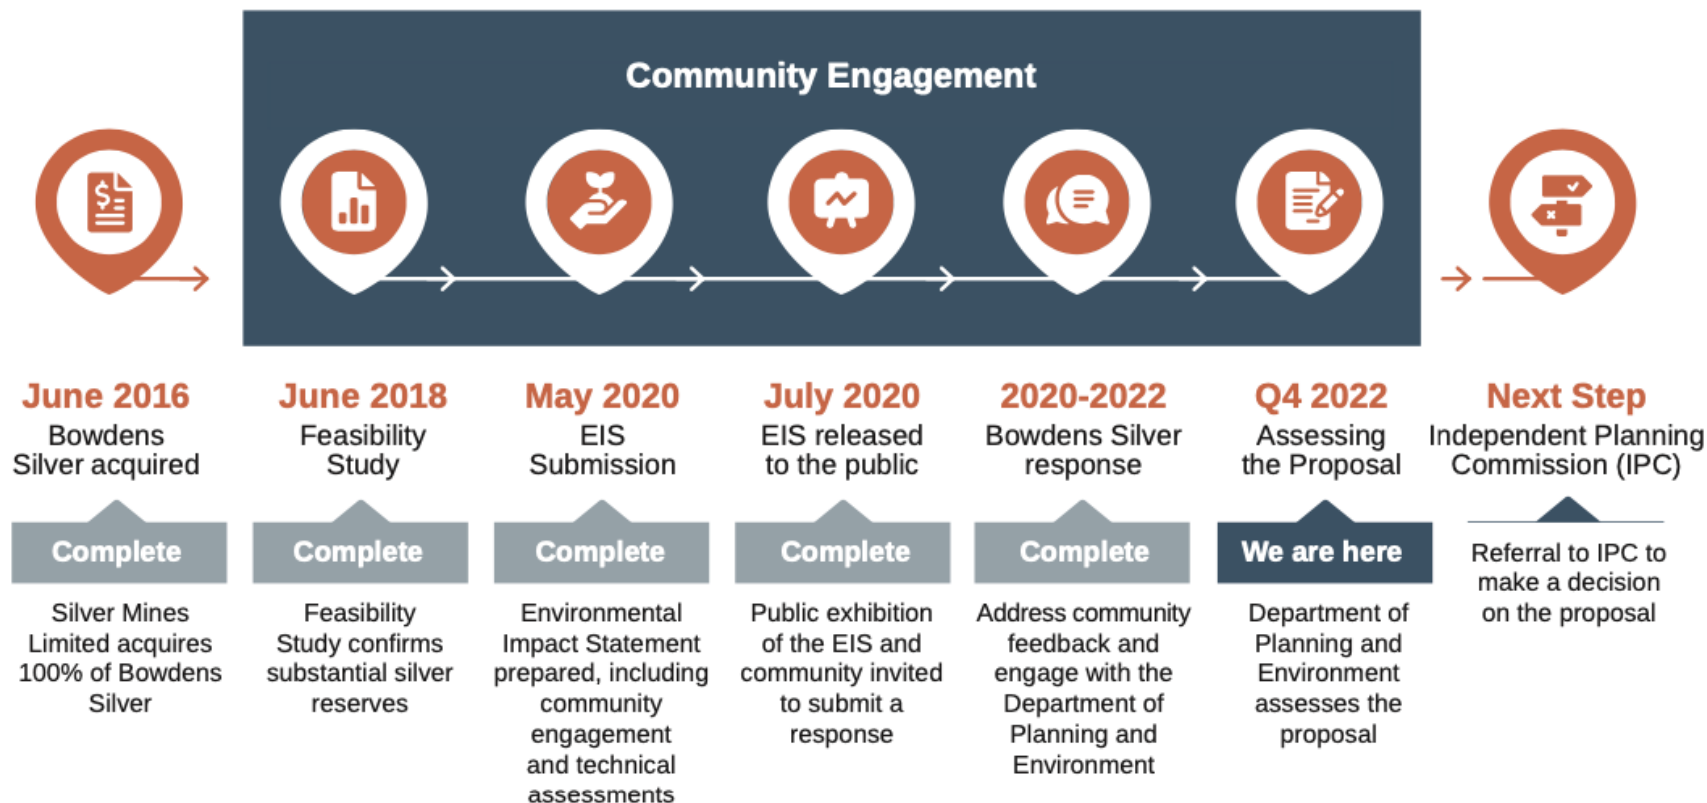 Community Engagement
June 2016
Bowdens
Silver acquired
Complete
Silver Mines
Limited acquires
100% of Bowdens
Silver
June 2018
Feasibility
Study
Complete
Feasibility
Study confirms
substantial silver
reserves
May 2020
EIS
Submission
Complete
Environmental
Impact Statement
prepared, including
community
engagement
and technical
assessments
July 2020
EIS released
to the public
Complete
Public exhibition
of the EIS and
community invited
to submit a
response
2020-2022
Bowdens Silver
response
Complete
Address community
feedback and
engage with the
Department of
Planning and
Environment
Q4 2022
Assessing
the Proposal
We are here
Department of
Planning and
Environment
assesses the
proposal
Next Step
Independent Planning
Commission (IPC)
Referral to IPC to
make a decision
on the proposal